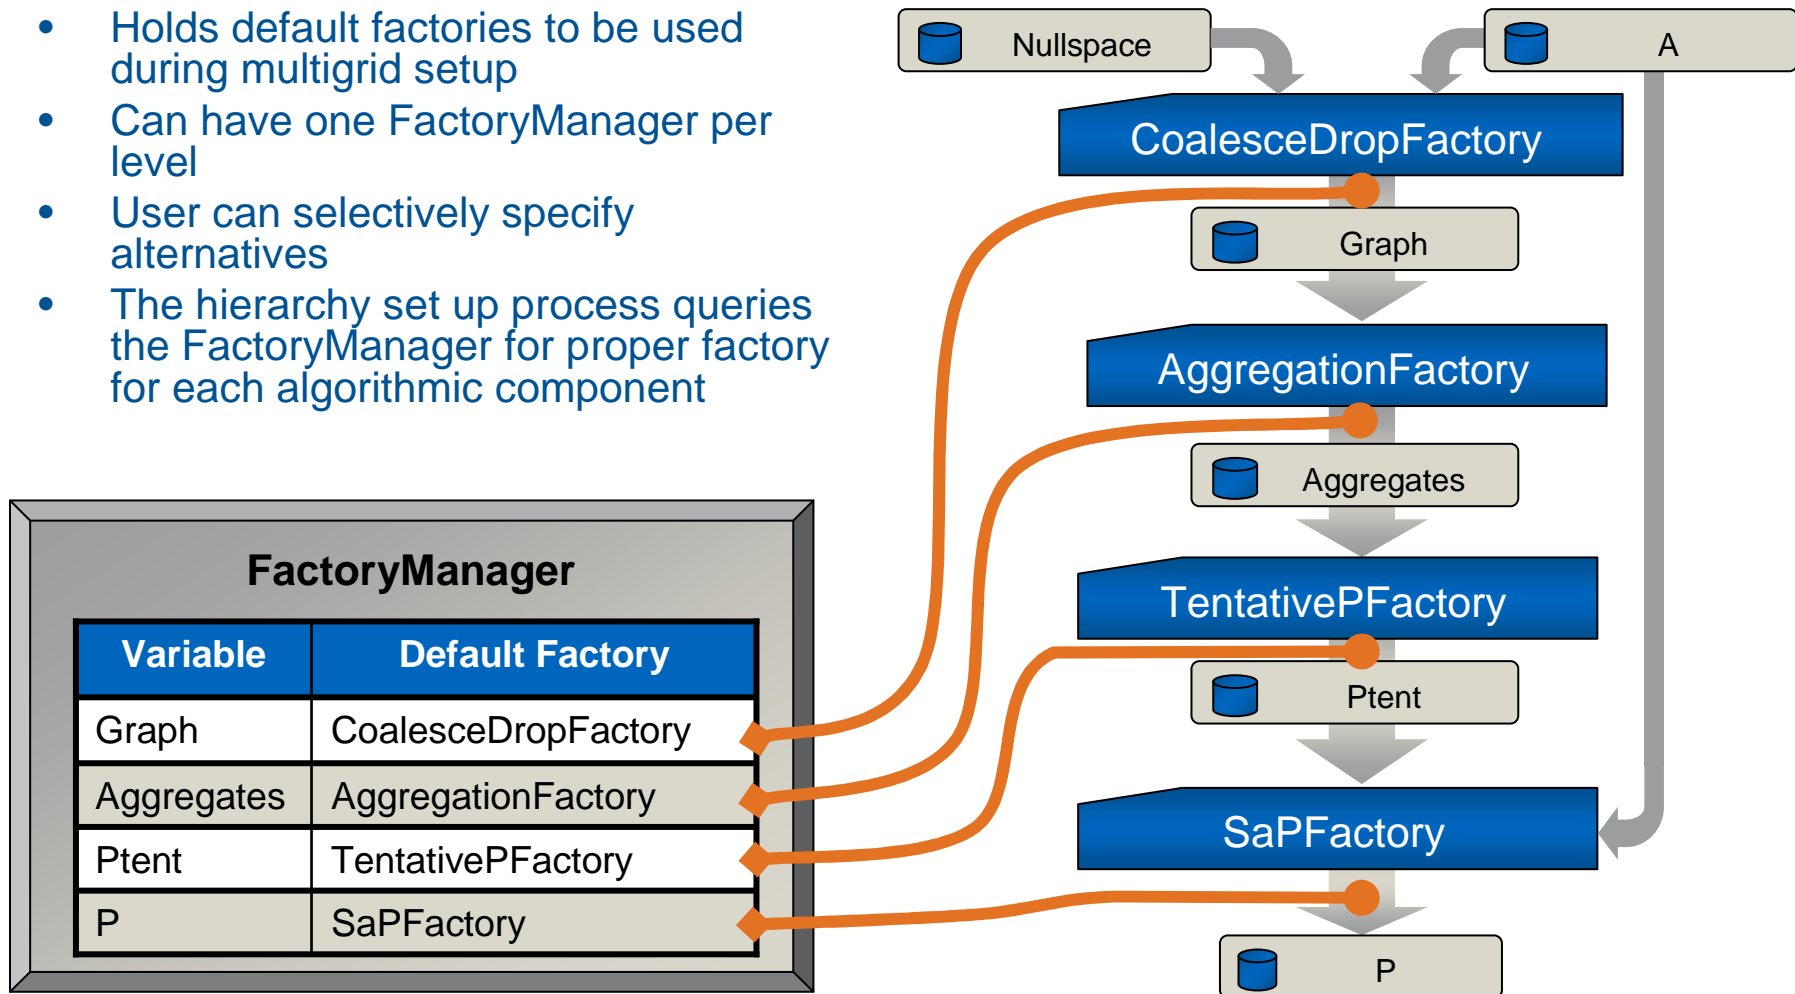 • Holds default factories to be used
during multigrid setup
• Can have one FactoryManager per
level
• User can selectively specify
alternatives
• The hierarchy set up process queries
the FactoryManager for proper factory
for each algorithmic component
FactoryManager
Variable Default Factory
Graph CoalesceDropFactory
Aggregates AggregationFactory
Ptent TentativePFactory
P SaPFactory
Nullspace A
CoalesceDropFactory
Graph
AggregationFactory
Aggregates
TentativePFactory
Ptent
SaPFactory
P